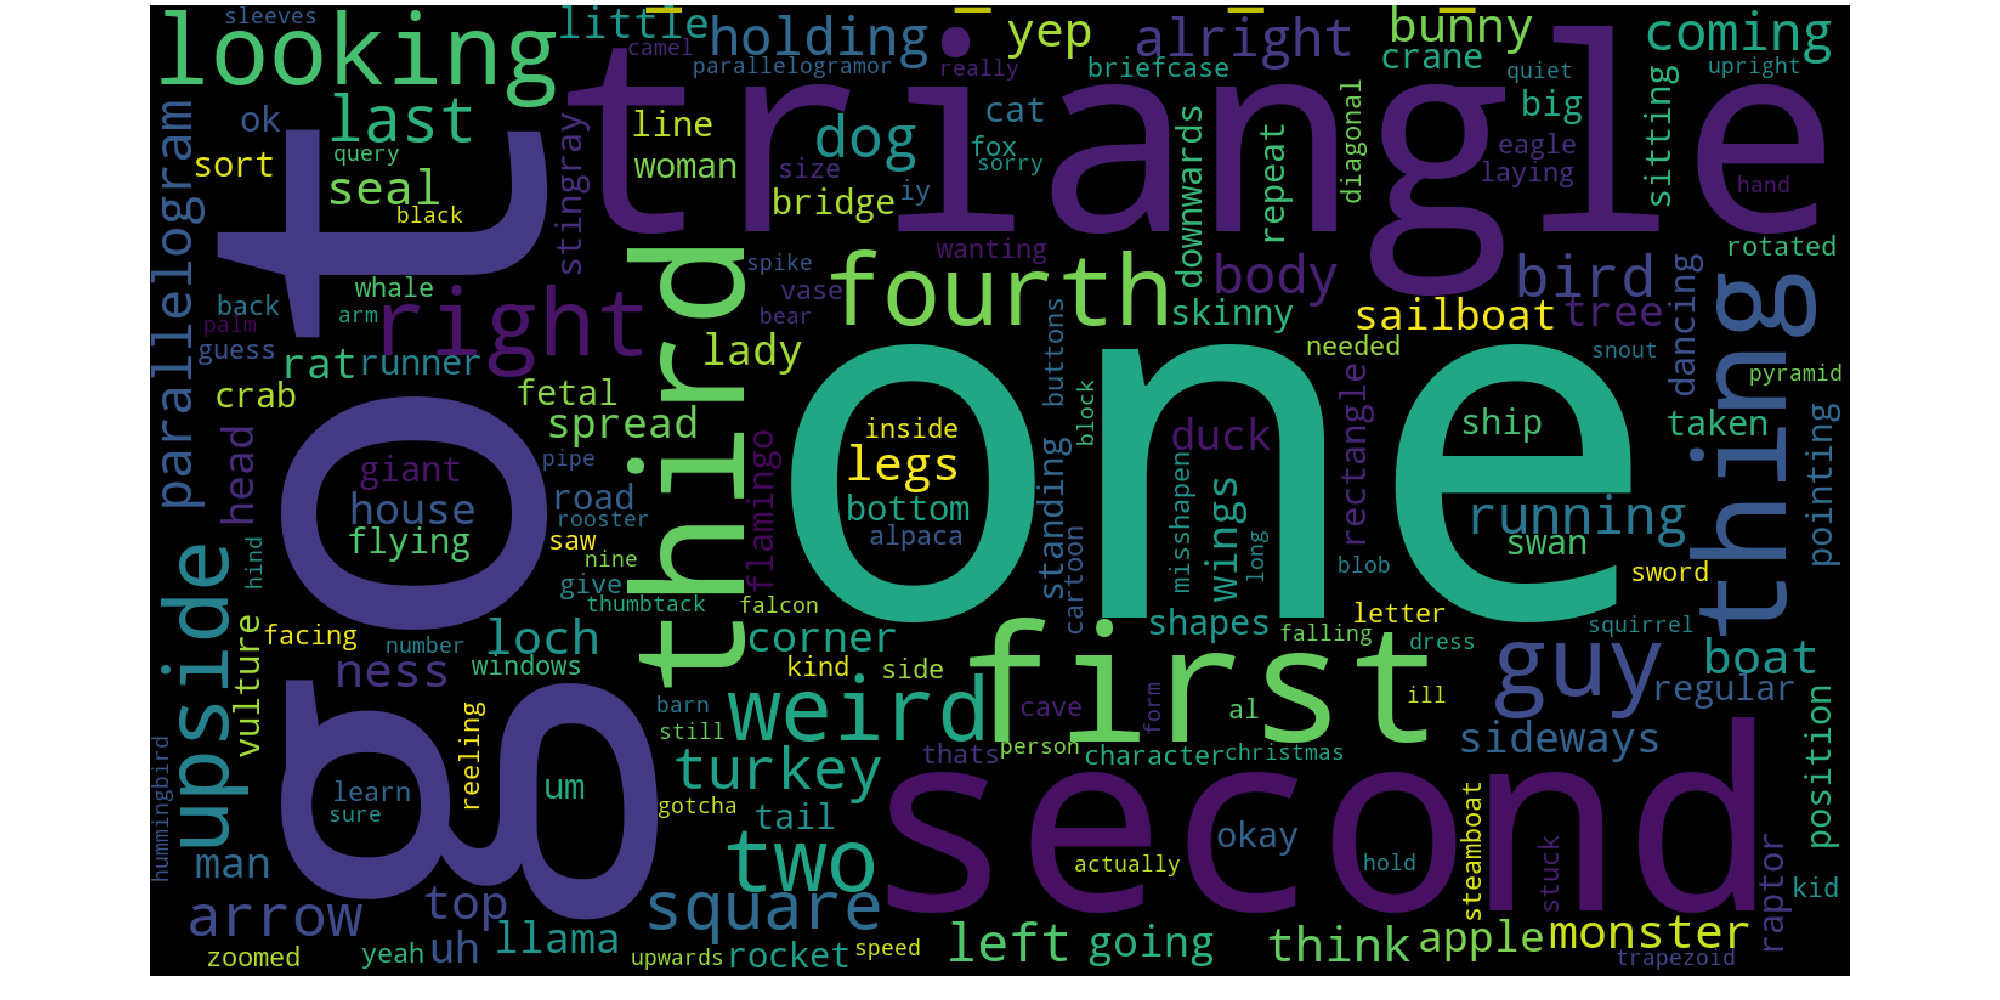 sleeves
looking
little
camel
holding
parallelogramor
yep
really
alright
briefcase
bunny
crane
quiet
coming
upright
triangle
ok
last
query
sort
seal
black
line
woman
stingray
dog
size
bridge
cat
fox
sorry
iy
downwards
repeat
diagonal
big
eagle
laying
sitting
hand
got
parallelogram
third
spike
vase
bear
wanting
fourth
body
skinny
bird
sailboat
tree
rotated
dancing
thing
back
palm
guess
whale
arm
right
rat
runner
crab
fetal
spread
lady
buttons
block
needed
snout
pyramid
one
head
giant
house
flying
pipe
road
rooster
saw
nine
give
thumbtack
flamingo
falcon
inside
legs
bottom
alpaca
standing
cartoon
duck
misshapen
wings
long
rectangle
blob
ship
running
swan
taken
pointing
sword
upside
hind
vulture
facing
number
loch
ness
windows
corner
kind
side
shapes
falling
letter
dress
squirrel
first
guy
boat
regular
barn
still
weird
cave
form
al
ill
thats
person
character
christmas
sideways
position
hummingbird
learn
sure
reeling
um
gotcha
turkey
tail
two
second
okay
actually
hold
steamboat
stuck
raptor
kid
man
arrow
top
uh
llama
square
zoomed
yeah
upwards
rocket
speed
left
going
think
apple
monster
trapezoid